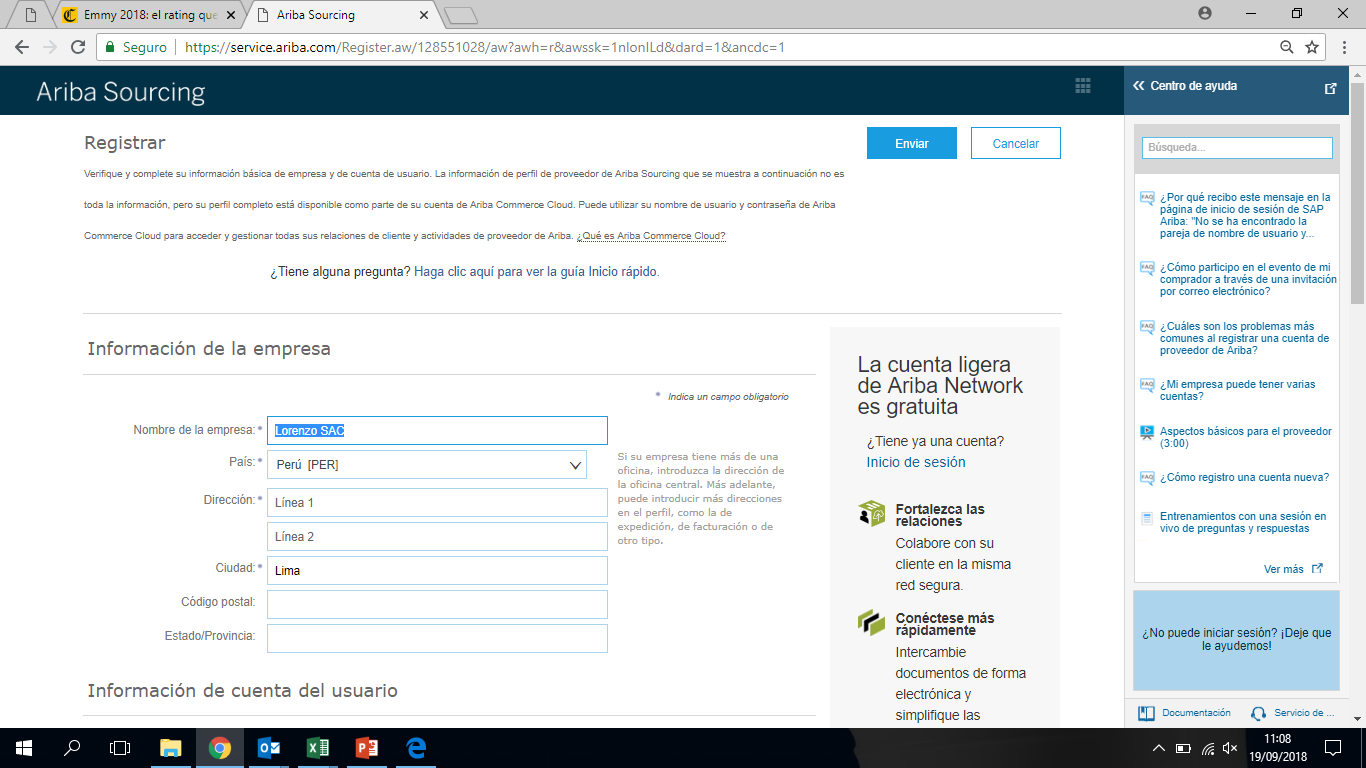 Emmy 2018: el rating que
Ariba Sourcing
Seguro
https://service.ariba.com/Register.aw/128551028/aw?awh=r&awssk=1nIonILd&dard=1&ancdc=1
Ariba Sourcing
Centro de ayuda
Registrar
Enviar
Cancelar
Verifique y complete su información básica de empresa y de cuenta de usuario. La información de perfil de proveedor de Ariba Sourcing que se muestra a continuación no es
toda la información, pero su perfil completo está disponible como parte de su cuenta de Ariba Commerce Cloud. Puede utilizar su nombre de usuario y contraseña de Ariba
Commerce Cloud para acceder y gestionar todas sus relaciones de cliente y actividades de proveedor de Ariba. ¿Qué es Ariba Commerce Cloud?
¿Tiene alguna pregunta? Haga clic aquí para ver la guía Inicio rápido.
Información de la empresa
* Indica un campo obligatorio
Nombre de la empresa:* Lorenzo SAC
País:* Perú [PER]
Dirección:* Línea 1
Línea 2
Ciudad:* Lima
Código postal:
Estado/Provincia:
Si su empresa tiene más de una
oficina, introduzca la dirección de
la oficina central. Más adelante,
puede introducir más direcciones
en el perfil, como la de
expedición, de facturación o de
otro tipo.
Información de cuenta del usuario
La cuenta ligera
de Ariba Network
es gratuita
¿Tiene ya una cuenta?
Inicio de sesión
Fortalezca las
relaciones
Colabore con su
cliente en la misma
red segura.
Conéctese más
rápidamente
Intercambie
documentos de forma
electrónica y
simplifique las
Búsqueda...
FAQ ¿Por qué recibo este mensaje en la
página de inicio de sesión de SAP
Ariba: "No se ha encontrado la
pareja de nombre de usuario y...
FAQ ¿Cómo participo en el evento de mi
comprador a través de una invitación
por correo electrónico?
FAQ ¿Cuáles son los problemas más
comunes al registrar una cuenta de
proveedor de Ariba?
FAQ ¿Mi empresa puede tener varias
cuentas?
Aspectos básicos para el proveedor
(3:00)
FAQ ¿Cómo registro una cuenta nueva?
Entrenamientos con una sesión en
vivo de preguntas y respuestas
Ver más
¿No puede iniciar sesión? ¡Deje que
le ayudemos!
Documentación
Servicio de ...
11:08
19/09/2018